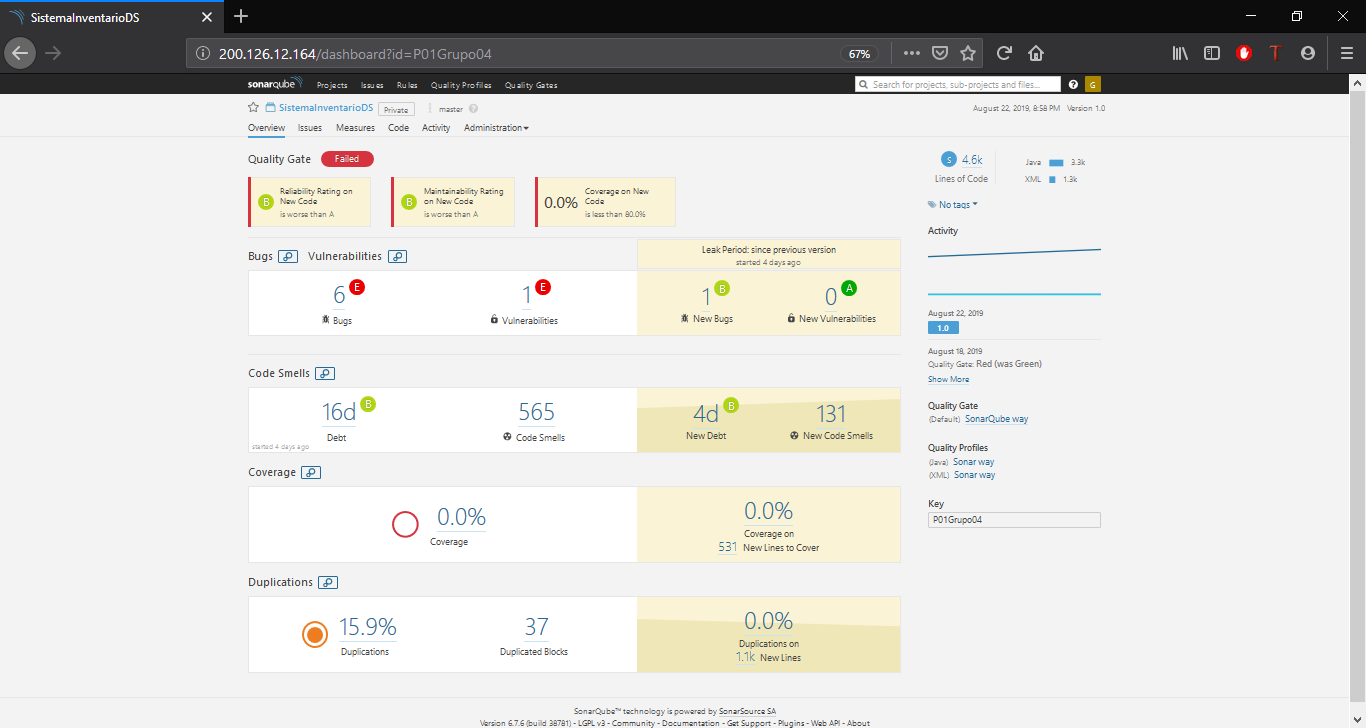 SistemaInventarioDS
200.126.12.164/dashboard?id=P01Grupo04 67%
sonarqube Projects Issues Rules Quality Profiles Quality Gates Search for projects, sub-projects and files... G
SistemaInventarioDS Private master August 22, 2019, 8:58 PM Version 1.0
Overview Issues Measures Code Activity Administration
Quality Gate Failed
B Reliability Rating on
New Code
is worse than A
B Maintainability Rating
on New Code
is worse than A
0.0% Coverage on New
Code
is less than 80.0%
Bugs Vulnerabilities
Leak Period: since previous version
started 4 days ago
6 E
Bugs
1 E
Vulnerabilities
1 B
New Bugs
0 A
New Vulnerabilities
Code Smells
16d B
Debt
started 4 days ago
565
Code Smells
4d B
New Debt
131
New Code Smells
Coverage
0.0%
Coverage
0.0%
Coverage on
531 New Lines to Cover
Duplications
15.9%
Duplications
37
Duplicated Blocks
0.0%
Duplications on
1.1k New Lines
S 4.6k
Lines of Code
Java 3.3k
XML 1.3k
No tags
Activity
August 22, 2019
1.0
August 18, 2019
Quality Gate: Red (was Green)
Show More
Quality Gate
(Default) SonarQube way
Quality Profiles
(Java) Sonar way
(XML) Sonar way
Key
P01Grupo04
SonarQube™ technology is powered by SonarSource SA
Version 6.7.6 (build 38781) - LGPL v3 - Community - Documentation - Get Support - Plugins - Web API - About